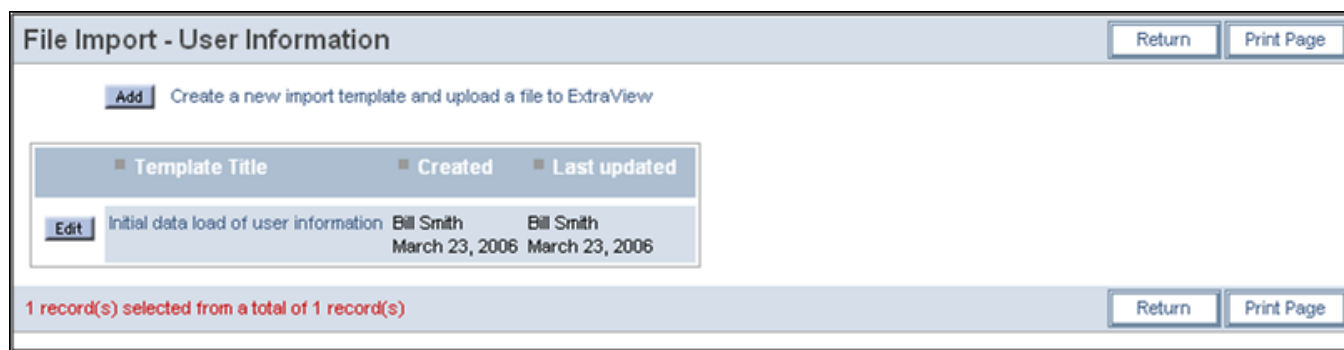 File Import - User Information
Return
Print Page
Add
Create a new import template and upload a file to ExtraView
Template Title
Created
Last updated
Edit
Initial data load of user information
Bill Smith
March 23, 2006
Bill Smith
March 23, 2006
1 record(s) selected from a total of 1 record(s)
Return
Print Page